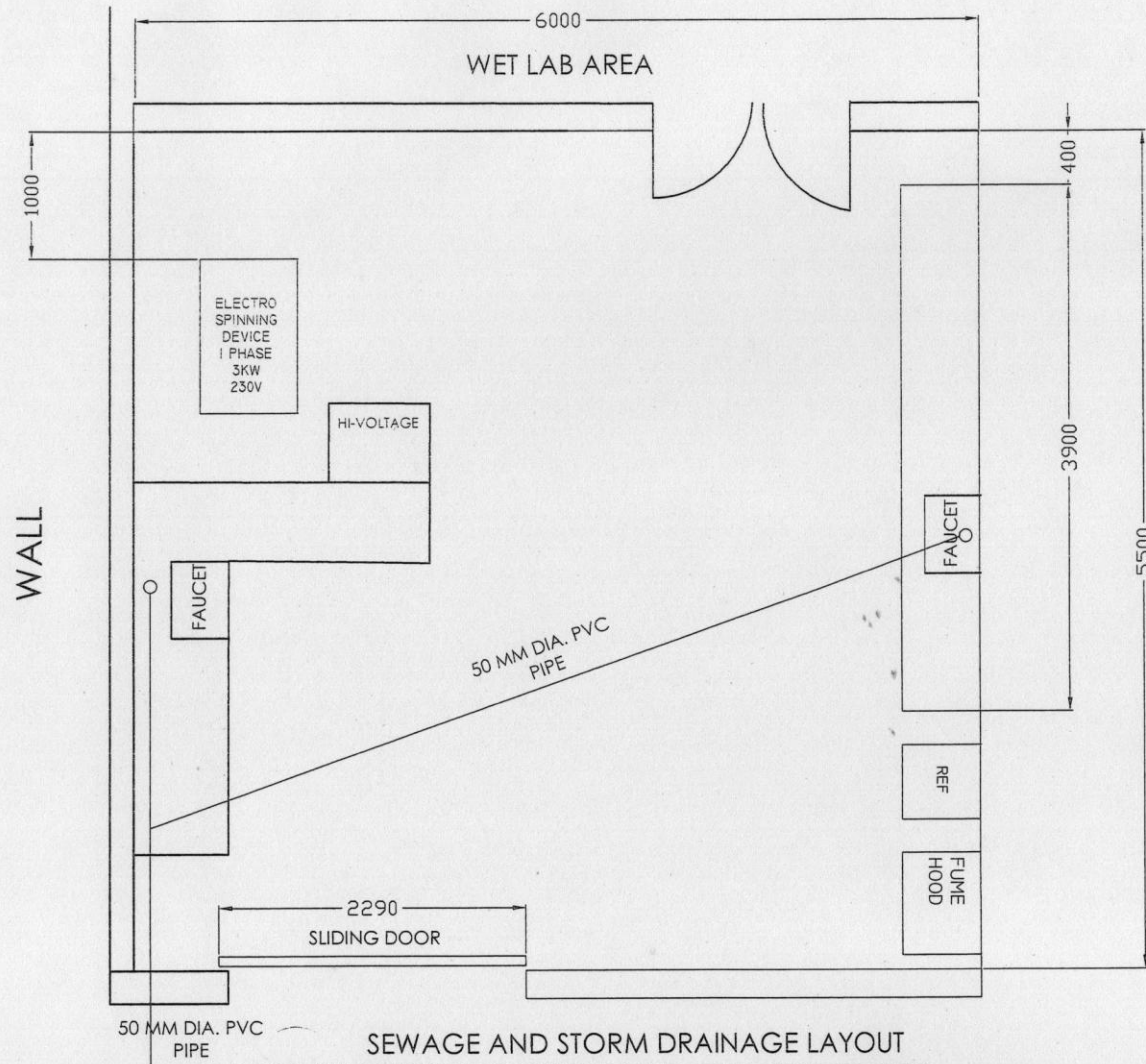 6000
WET LAB AREA
400
1000
ELECTRO
SPINNING
DEVICE
1 PHASE
3KW
230V
HI-VOLTAGE
3900
5500
WALL
FAUCET
FAUCET
50 MM DIA. PVC
PIPE
REF
FUME
HOOD
2290
SLIDING DOOR
50 MM DIA. PVC
PIPE
SEWAGE AND STORM DRAINAGE LAYOUT